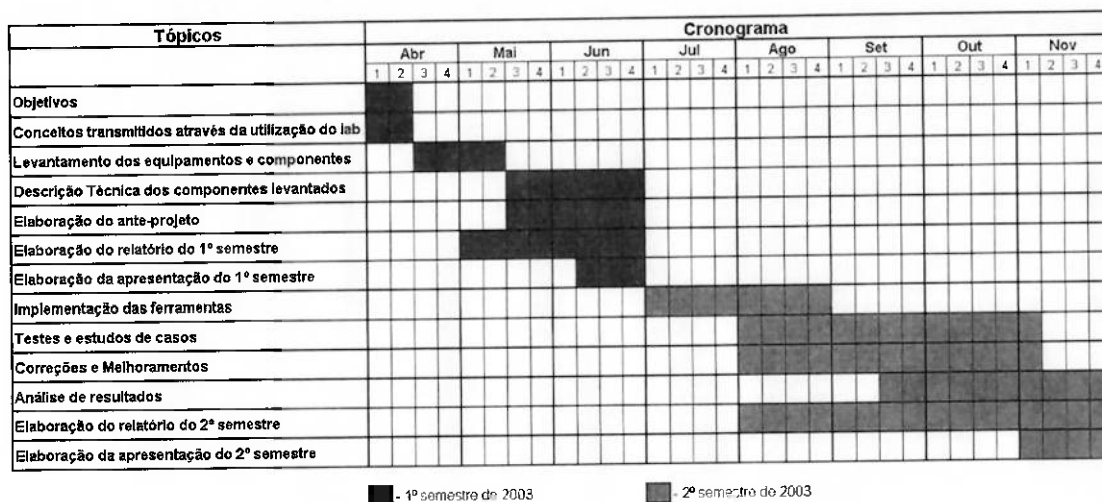 Tópicos Cronograma
Abr Mai Jun Jul Ago Set Out Nov
1 2 3 4 1 2 3 4 1 2 3 4 1 2 3 4 1 2 3 4 1 2 3 4 1 2 3 4 1 2 3 4
Objetivos
Conceitos transmitidos através da utilização do lab
Levantamento dos equipamentos e componentes
Descrição Técnica dos componentes levantados
Elaboração do ante-projeto
Elaboração do relatório do 1º semestre
Elaboração da apresentação do 1º semestre
Implementação das ferramentas
Testes e estudos de casos
Correções e Melhoramentos
Análise de resultados
Elaboração do relatório do 2º semestre
Elaboração da apresentação do 2º semestre
- 1º semestre de 2003 - 2º semestre de 2003